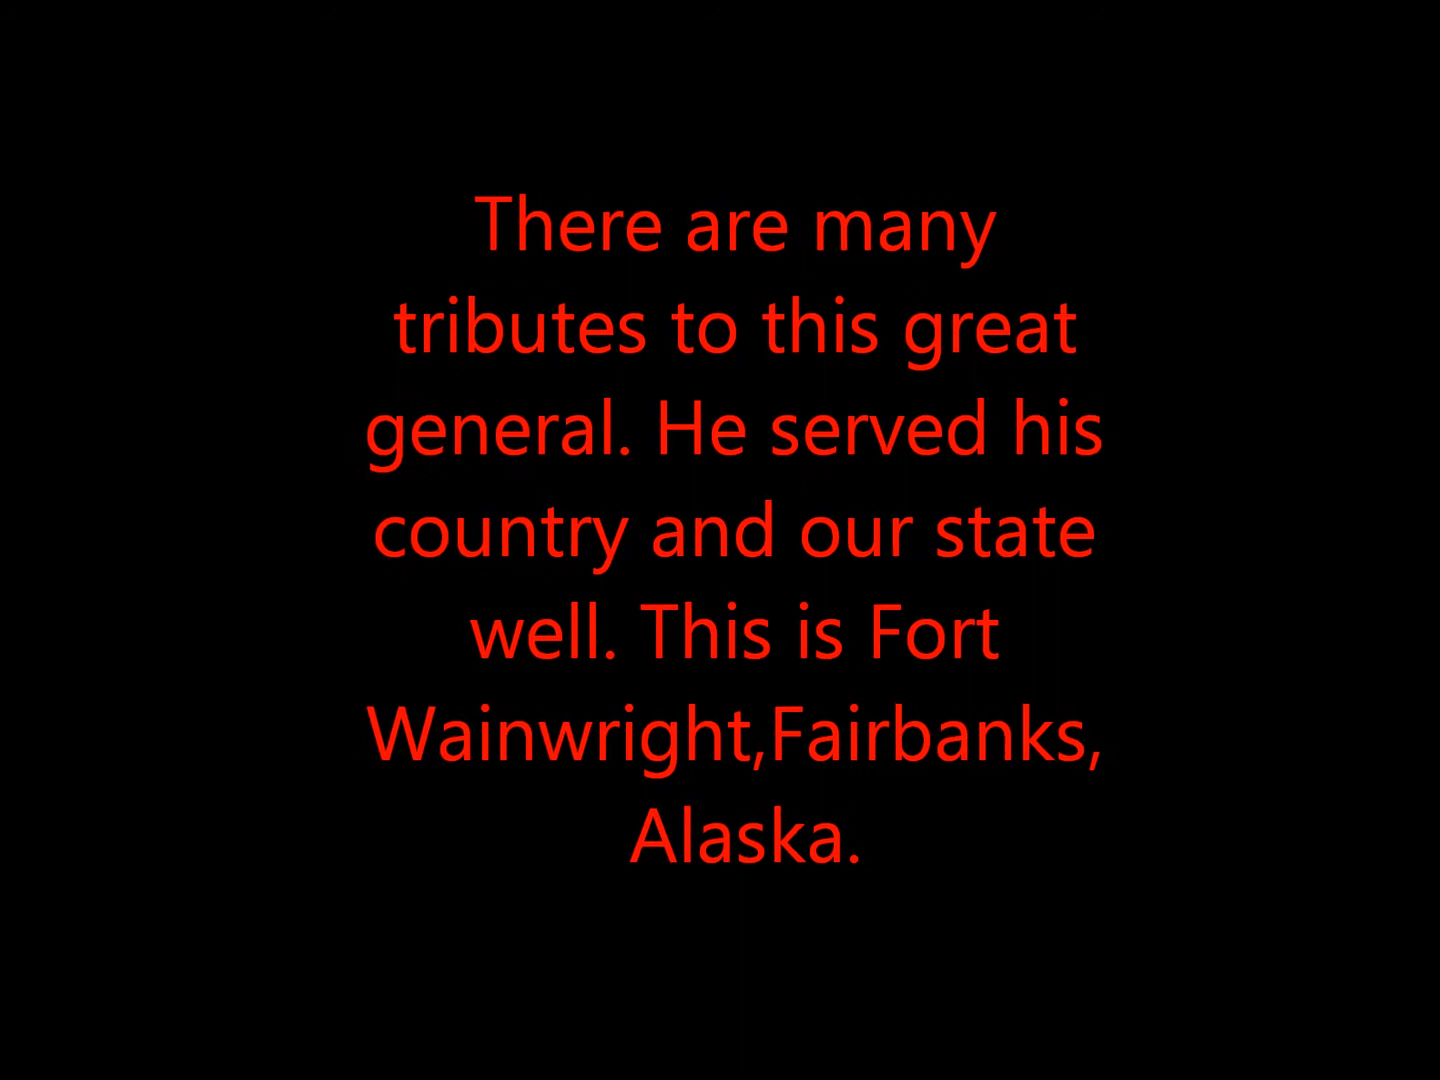 There are many
tributes to this great
general. He served his
country and our state
well. This is Fort
Wainwright,Fairbanks,
Alaska.